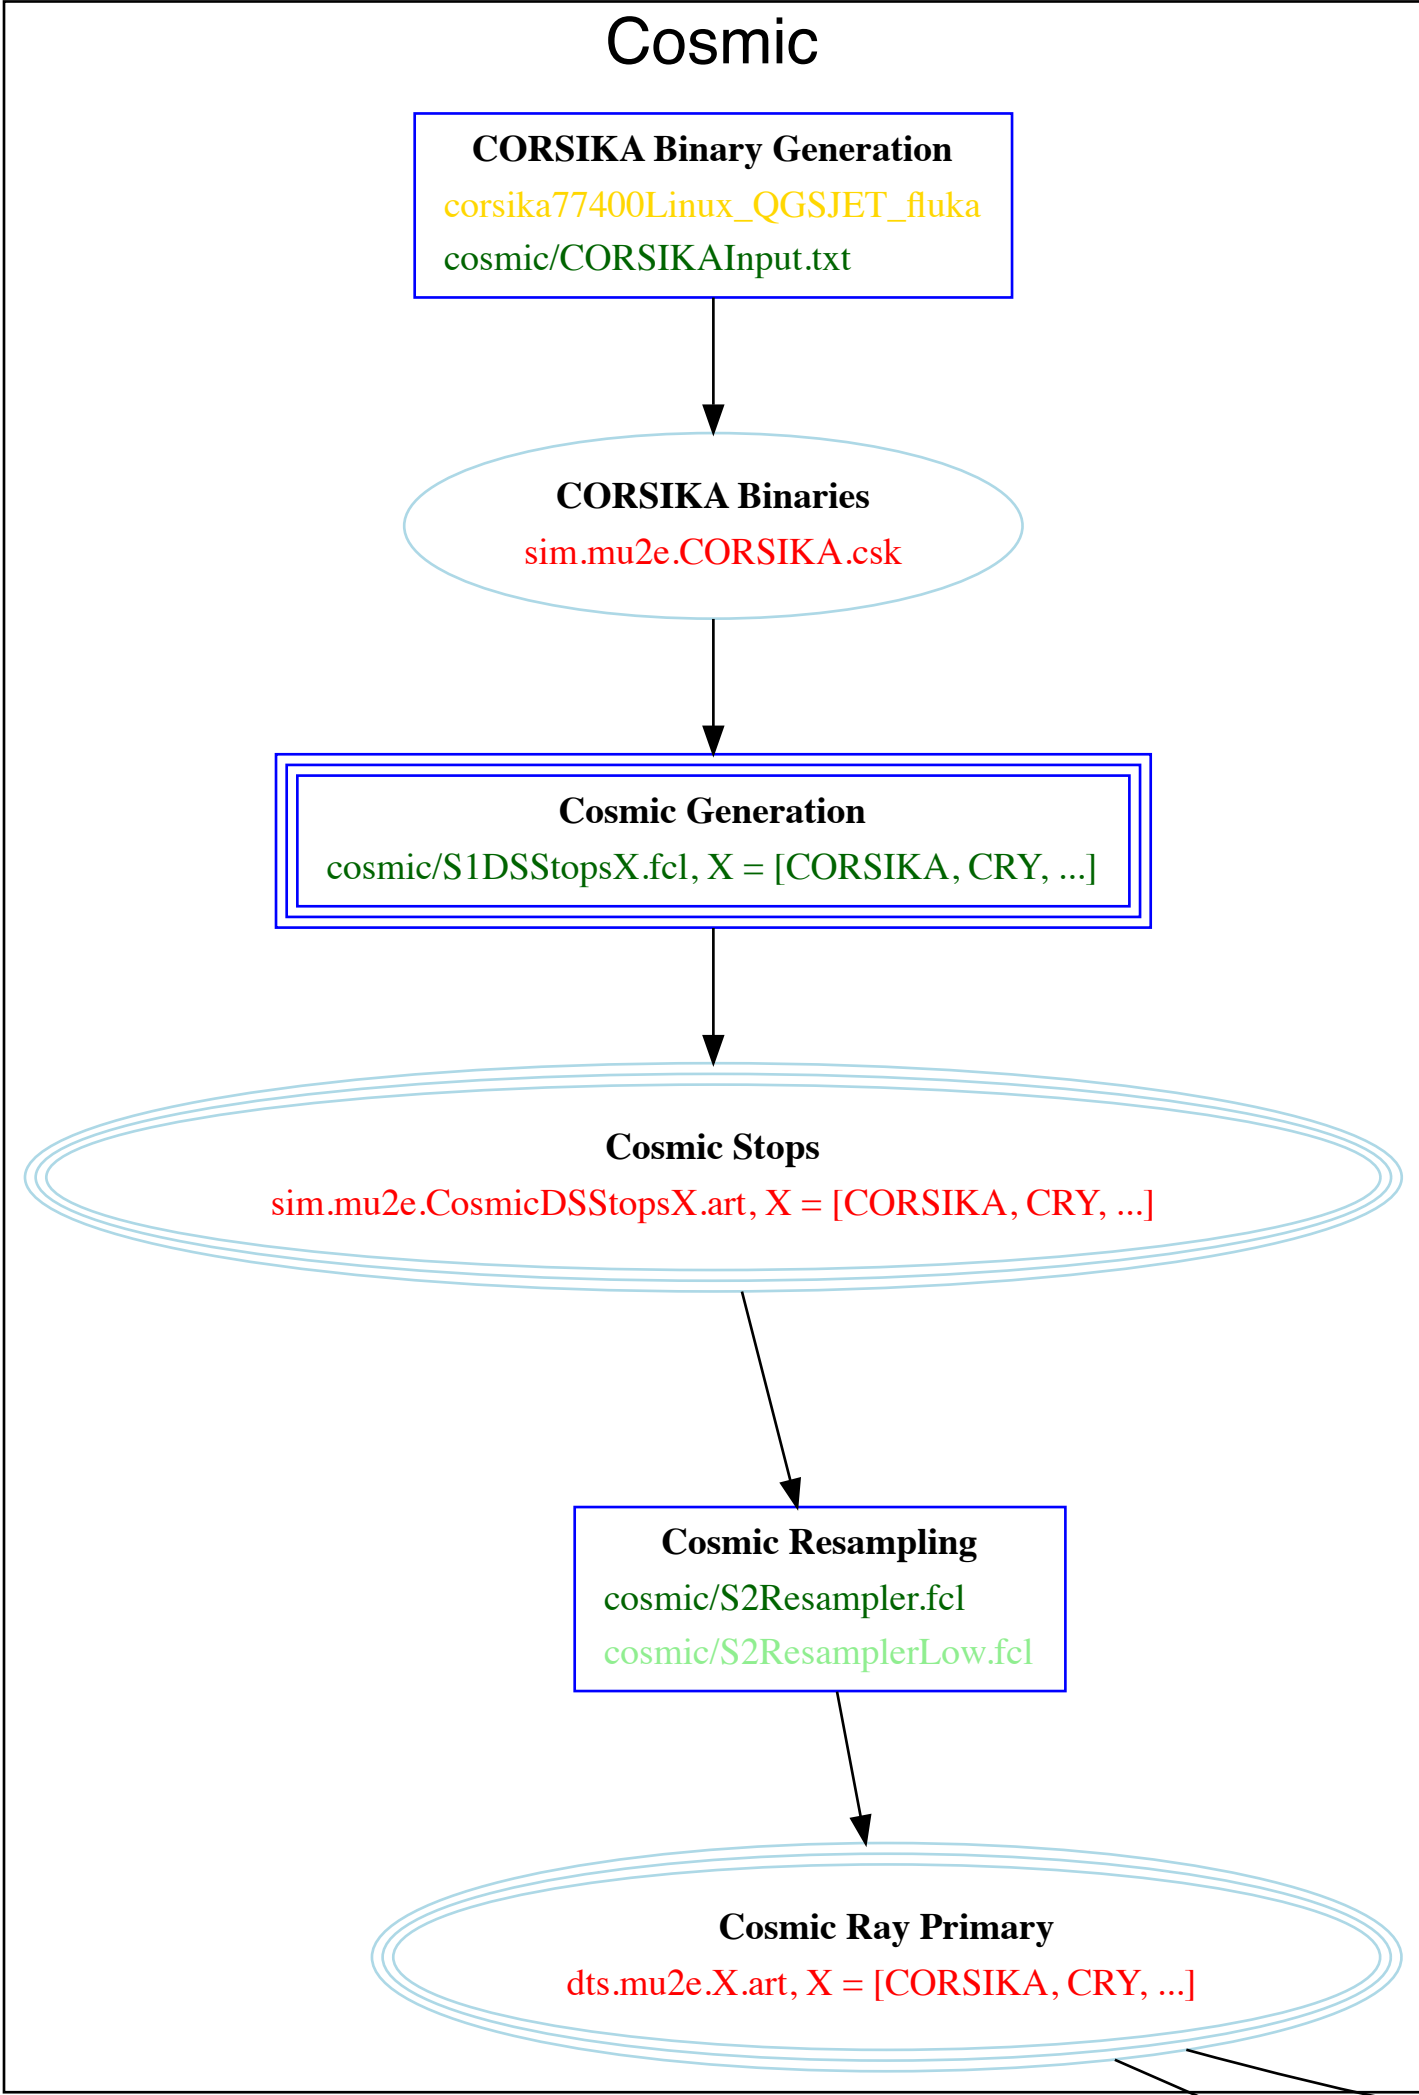 Cosmic
CORSIKA Binary Generation
corsika77400Linux_QGSJET_fluka
cosmic/CORSIKAInput.txt
CORSIKA Binaries
sim.mu2e.CORSIKA.csk
Cosmic Generation
cosmic/S1DSStopsX.fcl, X = [CORSIKA, CRY, ...]
Cosmic Stops
sim.mu2e.CosmicDSStopsX.art, X = [CORSIKA, CRY, ...]
Cosmic Resampling
cosmic/S2Resampler.fcl
cosmic/S2ResamplerLow.fcl
Cosmic Ray Primary
dts.mu2e.X.art, X = [CORSIKA, CRY, ...]